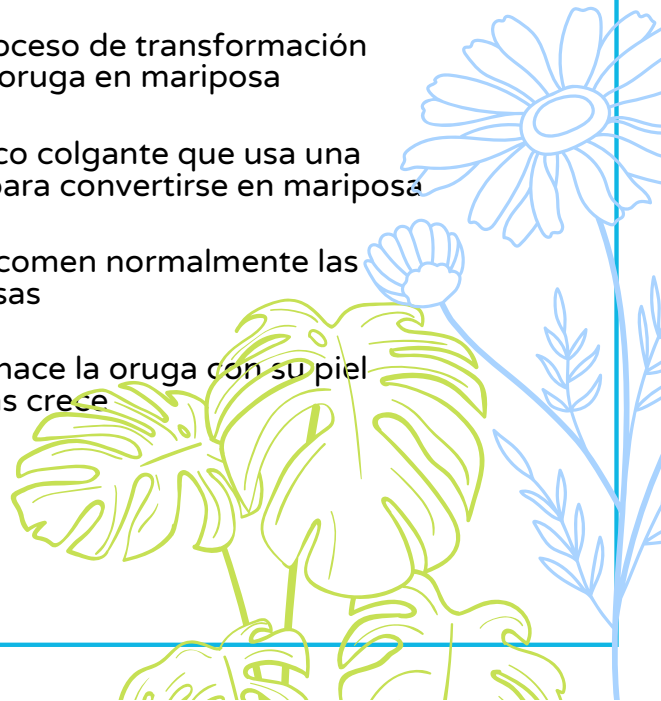 oceso de transformación
oruga en mariposa
co colgante que usa una
para convertirse en mariposa
comen normalmente las
sas
hace la oruga con su piel
s crece